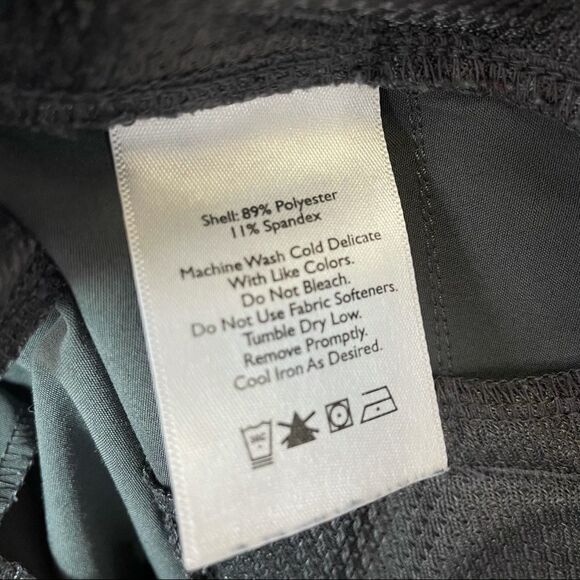 Shell: 89% Polyester
11% Spandex
Machine Wash Cold Delicate
With Like Colors.
Do Not Bleach.
Do Not Use Fabric Softeners.
Tumble Dry Low.
Remove Promptly.
Cool Iron As Desired.